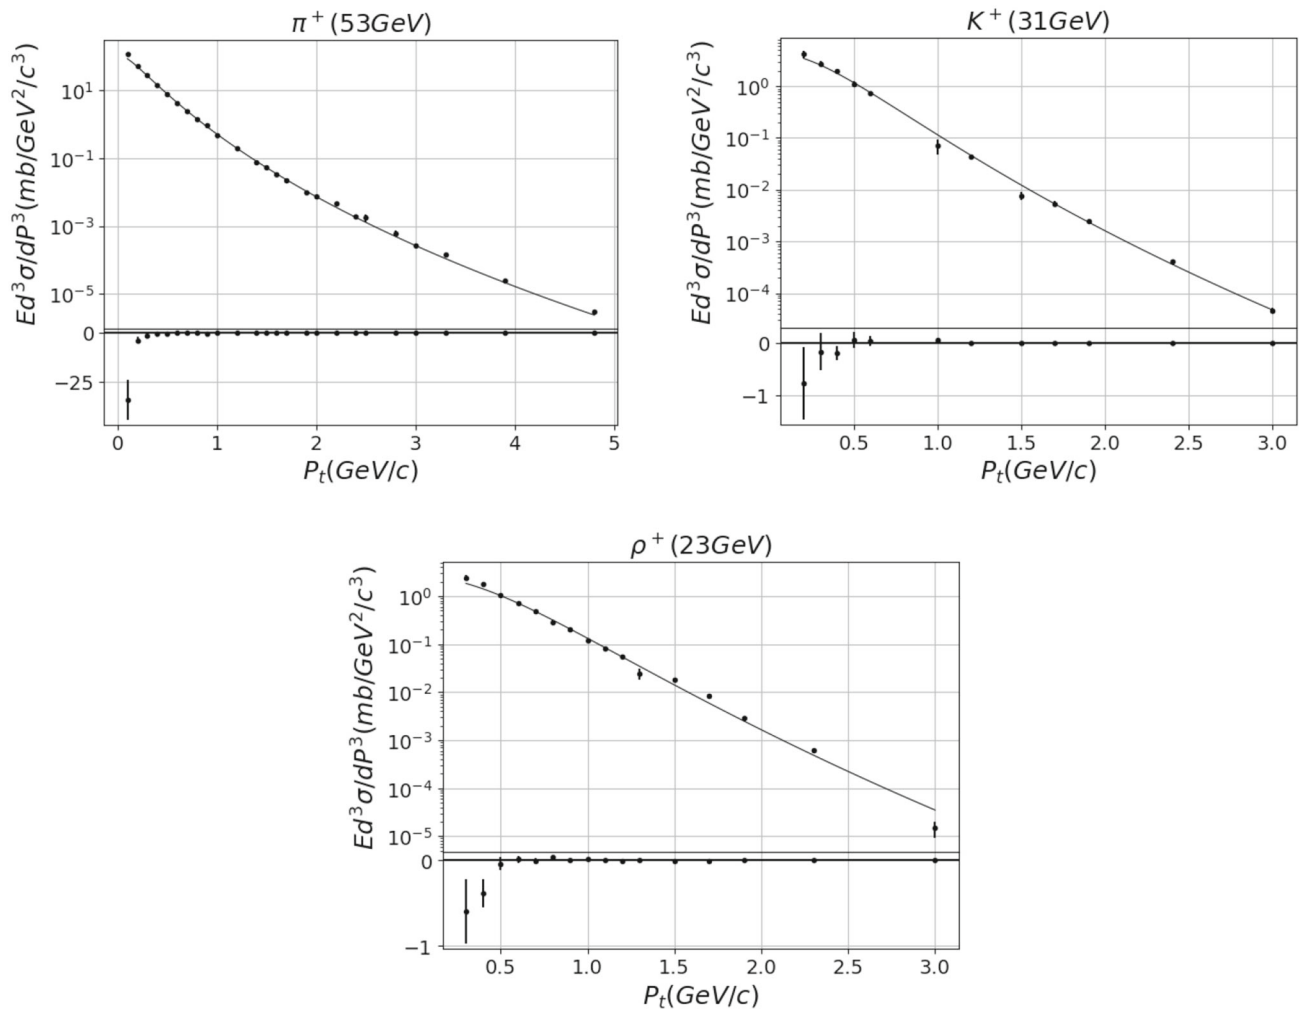 π⁺(53GeV)
Ed³σ/dP³(mb/GeV²/c³)
10¹
10⁻¹
10⁻³
10⁻⁵
0
−25
0 1 2 3 4 5
Pₜ(GeV/c)
K⁺(31GeV)
Ed³σ/dP³(mb/GeV²/c³)
10⁰
10⁻¹
10⁻²
10⁻³
10⁻⁴
0
−1
0.5 1.0 1.5 2.0 2.5 3.0
Pₜ(GeV/c)
ρ⁺(23GeV)
Ed³σ/dP³(mb/GeV²/c³)
10⁰
10⁻¹
10⁻²
10⁻³
10⁻⁴
10⁻⁵
0
−1
0.5 1.0 1.5 2.0 2.5 3.0
Pₜ(GeV/c)